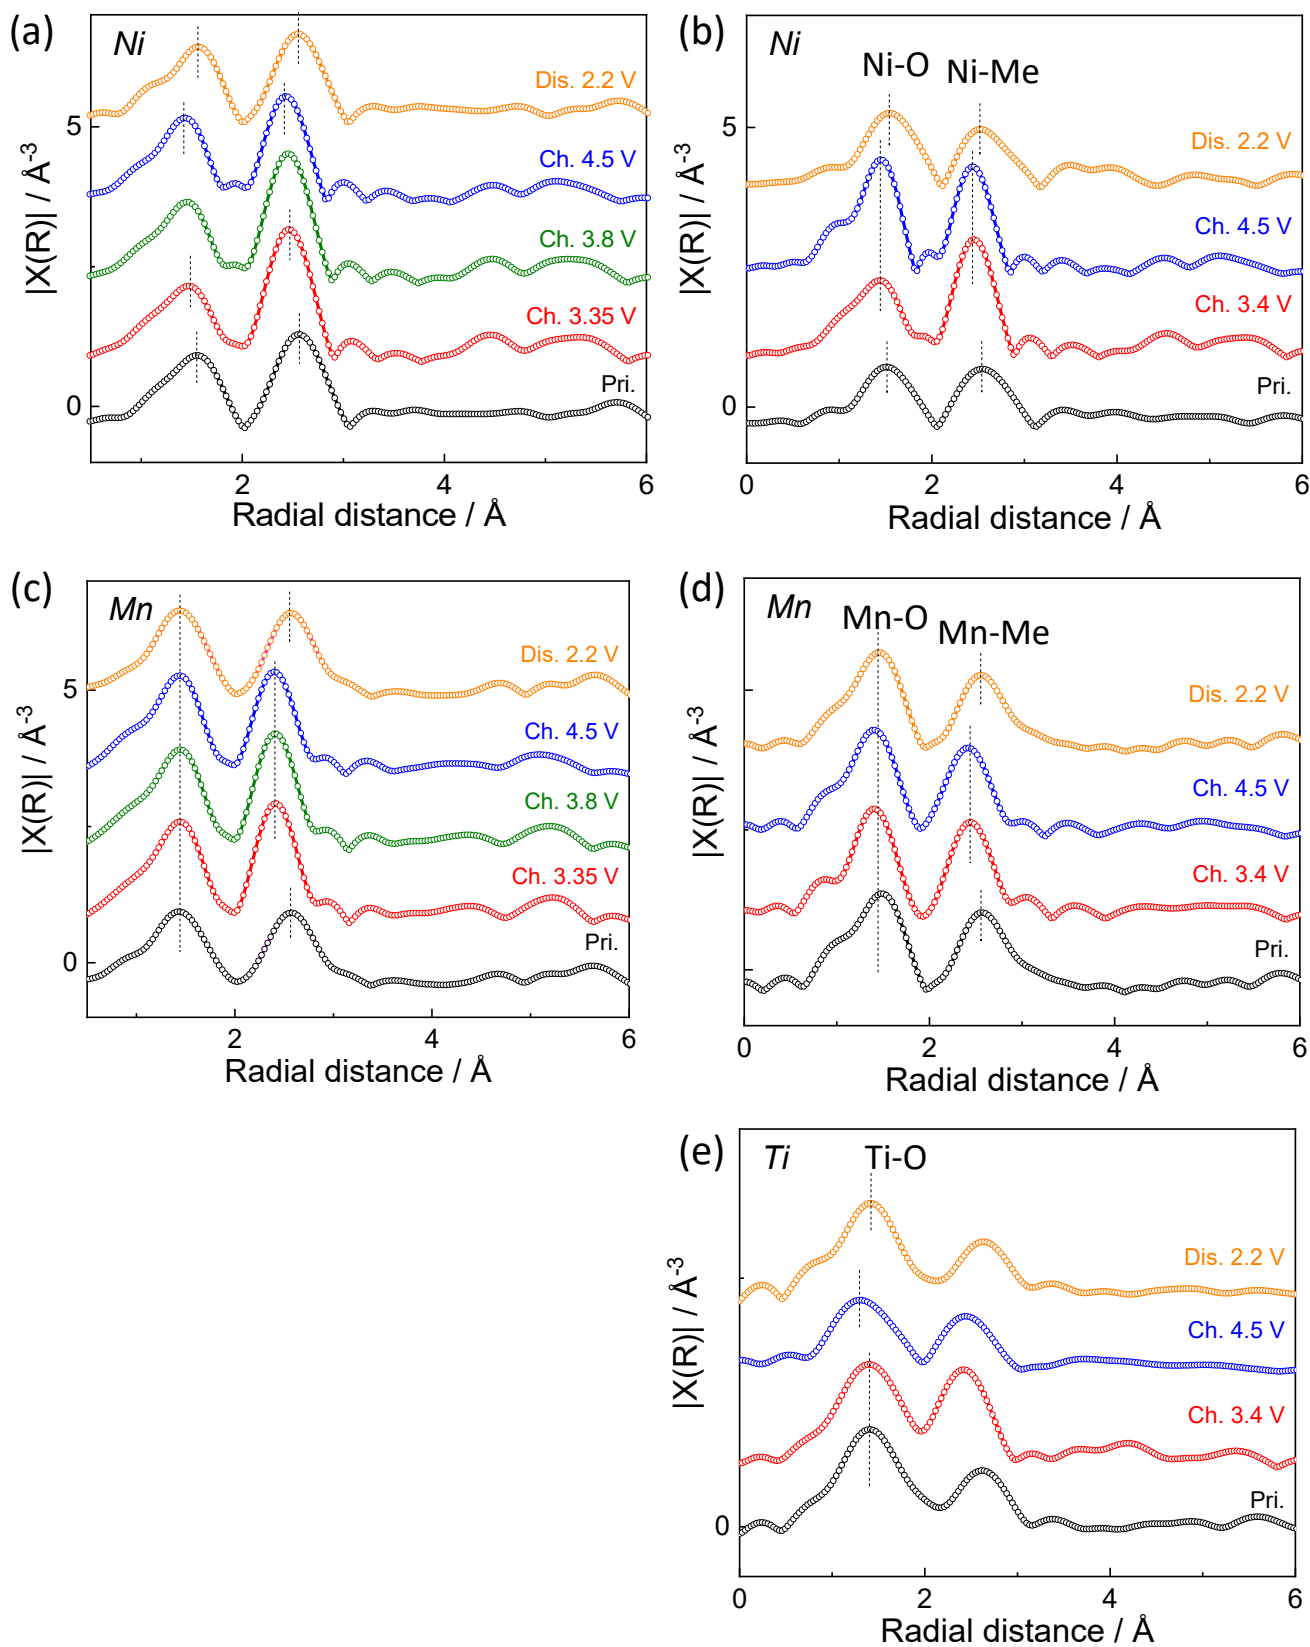 (a)
Ni
Dis. 2.2 V
Ch. 4.5 V
Ch. 3.8 V
Ch. 3.35 V
Pri.
5
0
|X(R)| / Å-3
2
4
6
Radial distance / Å
(b)
Ni
Ni-O
Ni-Me
Dis. 2.2 V
Ch. 4.5 V
Ch. 3.4 V
Pri.
5
0
|X(R)| / Å-3
0
2
4
6
Radial distance / Å
(c)
Mn
Dis. 2.2 V
Ch. 4.5 V
Ch. 3.8 V
Ch. 3.35 V
Pri.
5
0
|X(R)| / Å-3
2
4
6
Radial distance / Å
(d)
Mn
Mn-O
Mn-Me
Dis. 2.2 V
Ch. 4.5 V
Ch. 3.4 V
Pri.
|X(R)| / Å-3
0
2
4
6
Radial distance / Å
(e)
Ti
Ti-O
Dis. 2.2 V
Ch. 4.5 V
Ch. 3.4 V
Pri.
0
|X(R)| / Å-3
0
2
4
6
Radial distance / Å